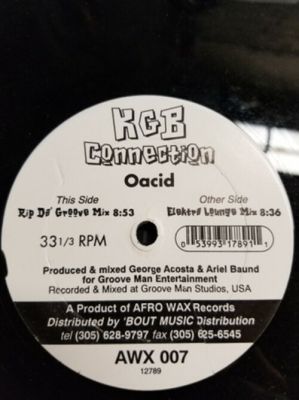 KGB
Connection
Oacid
This Side
Rip Da' Groove Mix 8:53
Other Side
Elektra Lounge Mix 8:36
33 1/3 RPM
0 53993 17891 1
Produced & mixed George Acosta & Ariel Baund
for Groove Man Entertainment
Recorded & Mixed at Groove Man Studios, USA
A Product of AFRO WAX Records
Distributed by 'BOUT MUSIC Distribution
tel (305) 628-9797 fax (305) 625-6545
AWX 007
12789